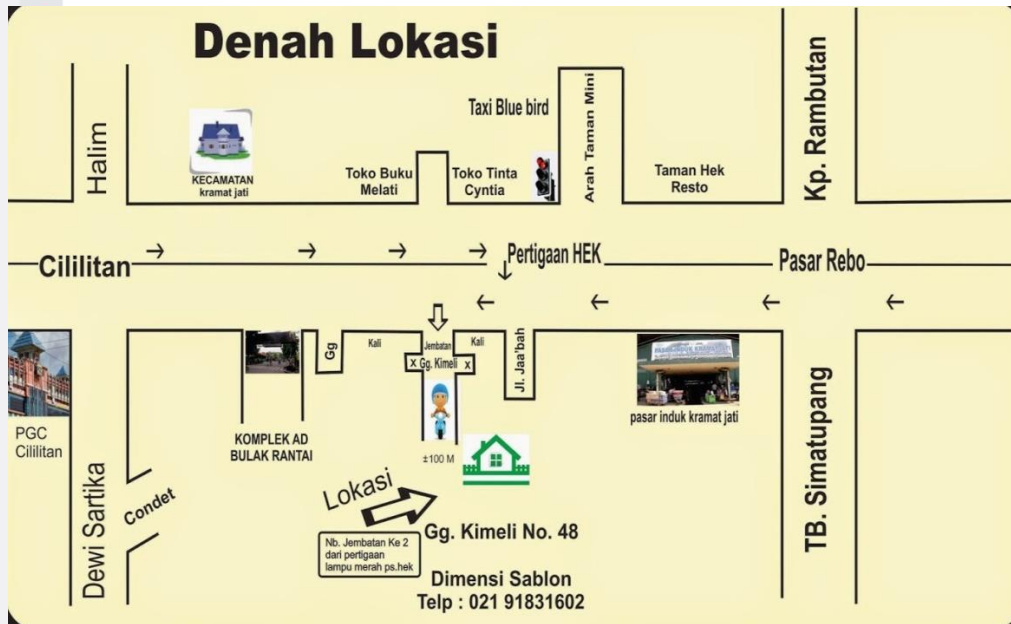 Denah Lokasi
Halim
KECAMATAN
kramat jati
Toko Buku
Melati
Toko Tinta
Cyntia
Taxi Blue bird
Arah Taman Mini
Taman Hek
Resto
Kp. Rambutan
Cililitan
Pertigaan HEK
Pasar Rebo
PGC
Cililitan
Dewi Sartika
Condet
KOMPLEK AD
BULAK RANTAI
Gg
Kali
Jembatan
Kali
X Gg. Kimeli X
Jl. Jaa'bah
pasar induk kramat jati
TB. Simatupang
±100 M
Lokasi
Nb. Jembatan Ke 2
dari pertigaan
lampu merah ps.hek
Gg. Kimeli No. 48
Dimensi Sablon
Telp : 021 91831602